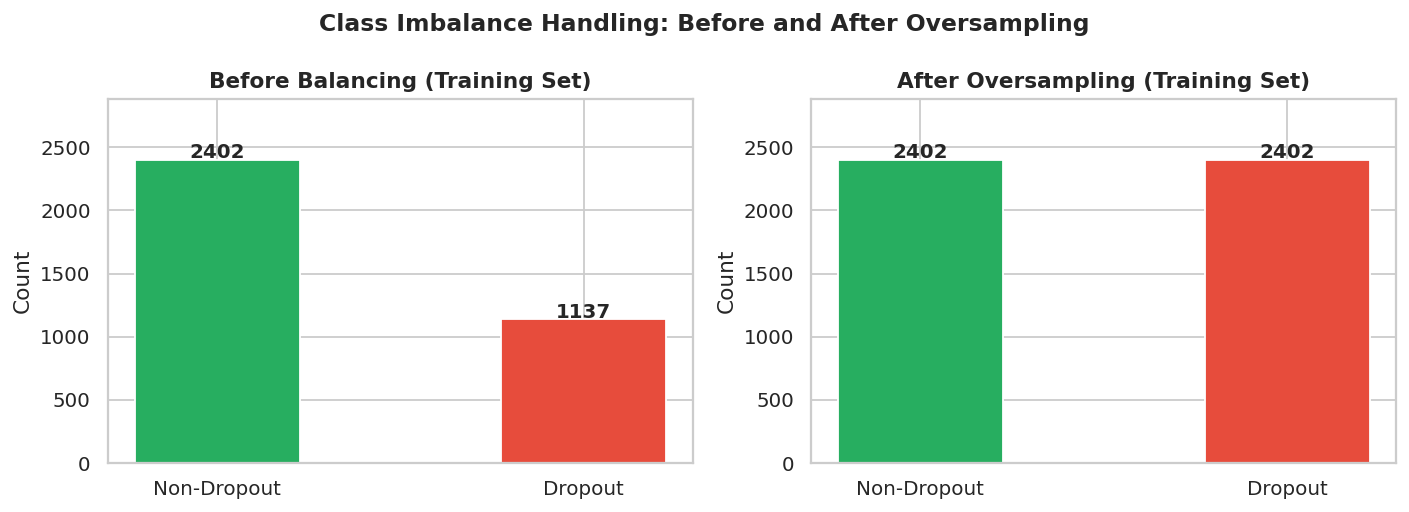 Class Imbalance Handling: Before and After Oversampling
Before Balancing (Training Set)
Count
2500
2000
1500
1000
500
0
2402
1137
Non-Dropout
Dropout
After Oversampling (Training Set)
Count
2500
2000
1500
1000
500
0
2402
2402
Non-Dropout
Dropout